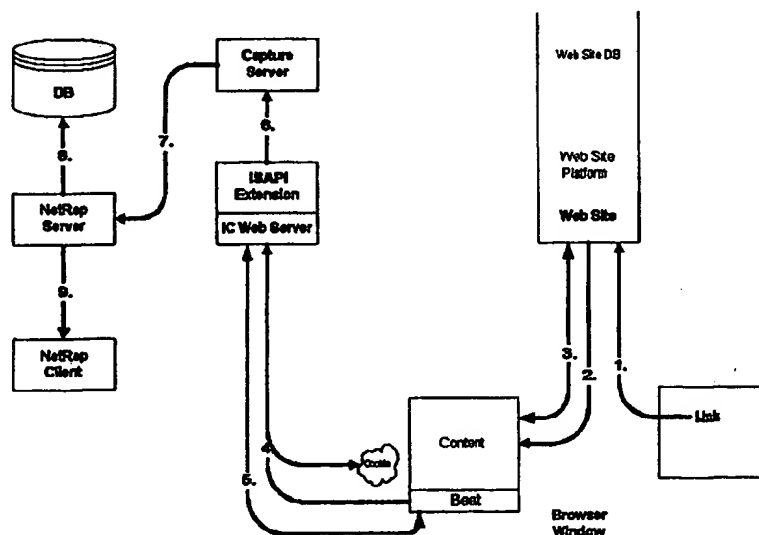 Capture
Server
Web Site DB
DB
7.
6.
8.
ISAPI
Extension
Web Site
Platform
NetRep
Server
IC Web Server
Web Site
9.
NetRep
Client
3.
2.
1.
Link
Content
4.
Cookie
5.
Beat
Browser
Window